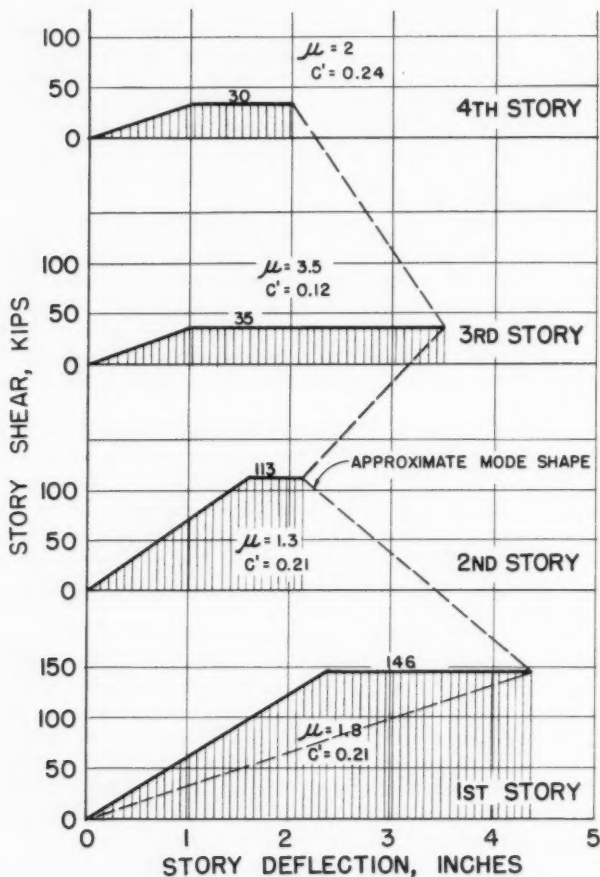 100
50
0
μ = 2
C' = 0.24
30
4TH STORY
100
50
0
μ = 3.5
C' = 0.12
35
3RD STORY
100
50
0
113
APPROXIMATE MODE SHAPE
μ = 1.3
C' = 0.21
2ND STORY
150
100
50
0
146
μ = 1.8
C' = 0.21
1ST STORY
0 1 2 3 4 5
STORY SHEAR, KIPS
STORY DEFLECTION, INCHES